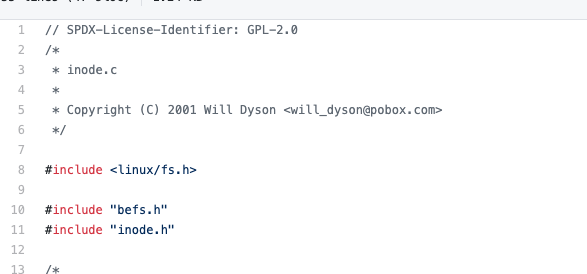 1 // SPDX-License-Identifier: GPL-2.0
2 /*
3  * inode.c
4  *
5  * Copyright (C) 2001 Will Dyson <will_dyson@pobox.com>
6  */
7
8 #include <linux/fs.h>
9
10 #include "befs.h"
11 #include "inode.h"
12
13 /*